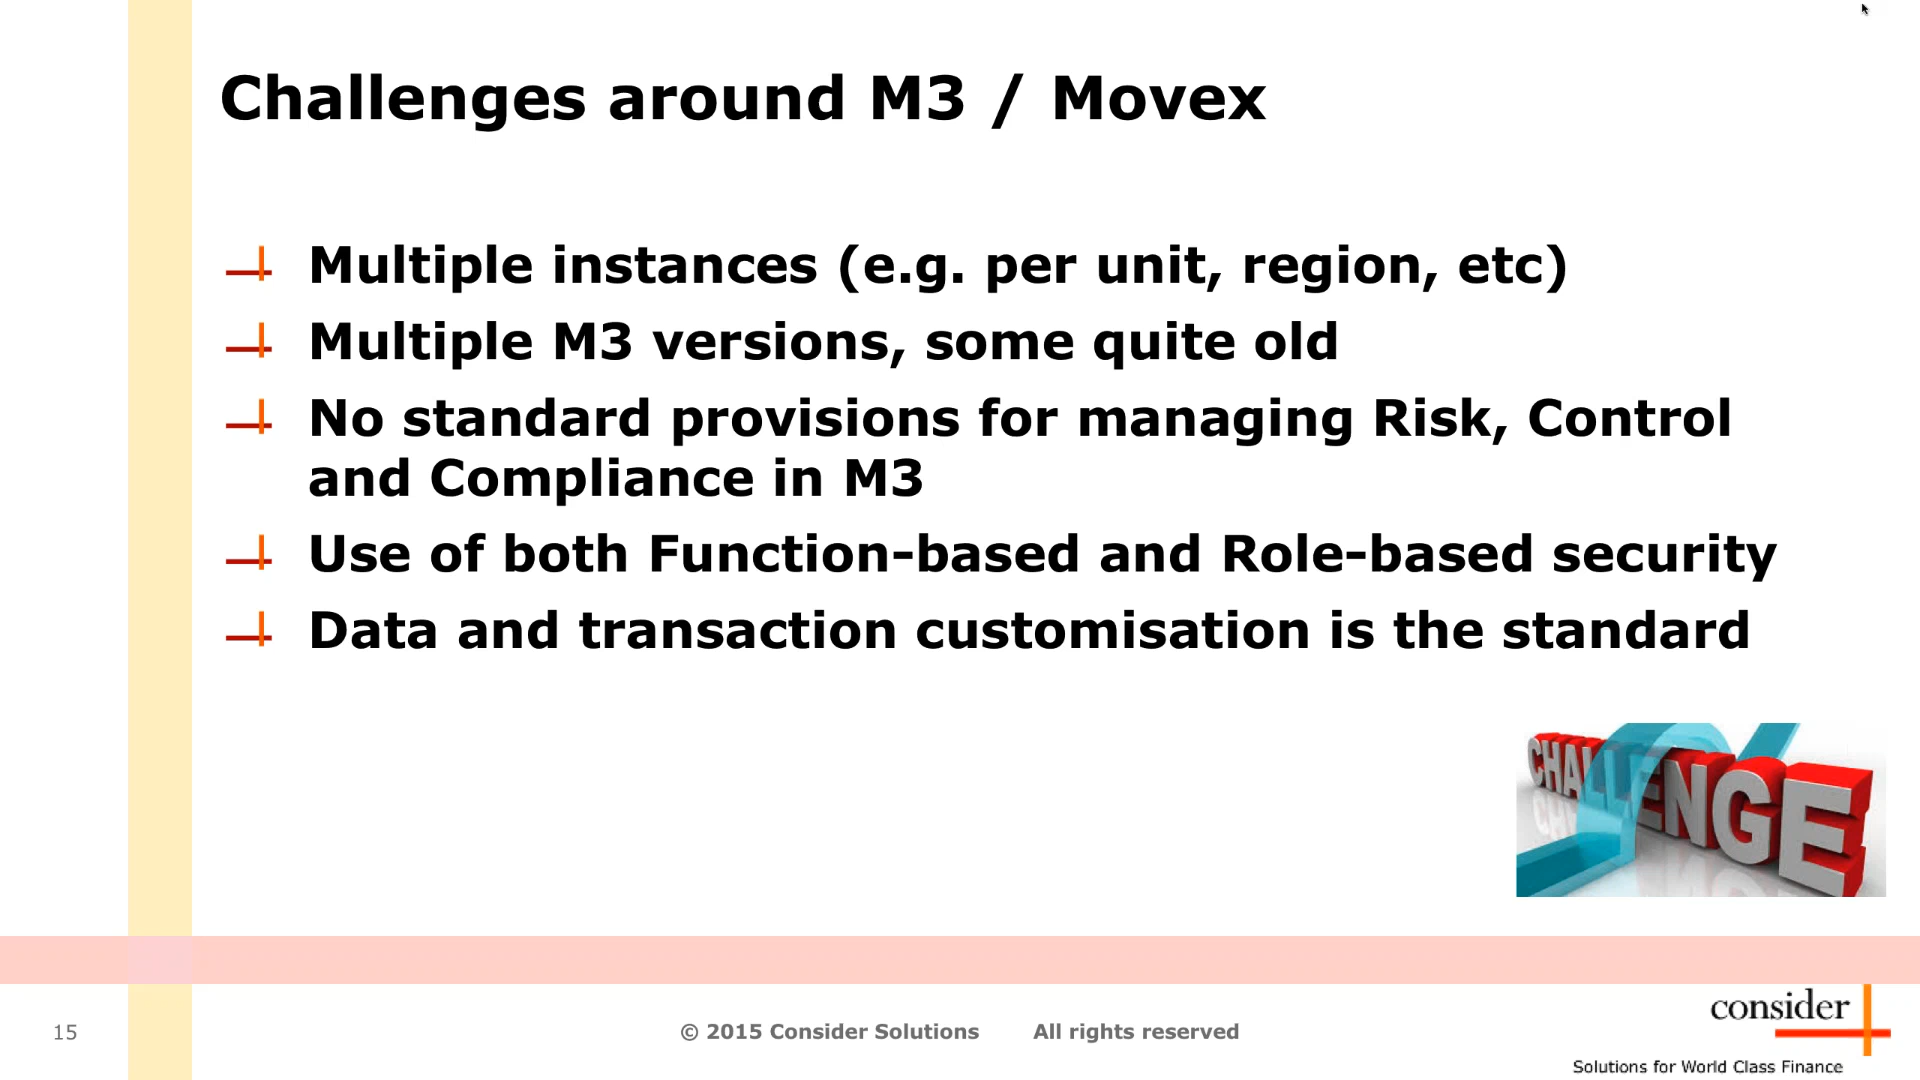 Challenges around M3 / Movex
Multiple instances (e.g. per unit, region, etc)
Multiple M3 versions, some quite old
No standard provisions for managing Risk, Control
and Compliance in M3
Use of both Function-based and Role-based security
Data and transaction customisation is the standard
CHALLENGE
15
© 2015 Consider Solutions All rights reserved
consider
Solutions for World Class Finance